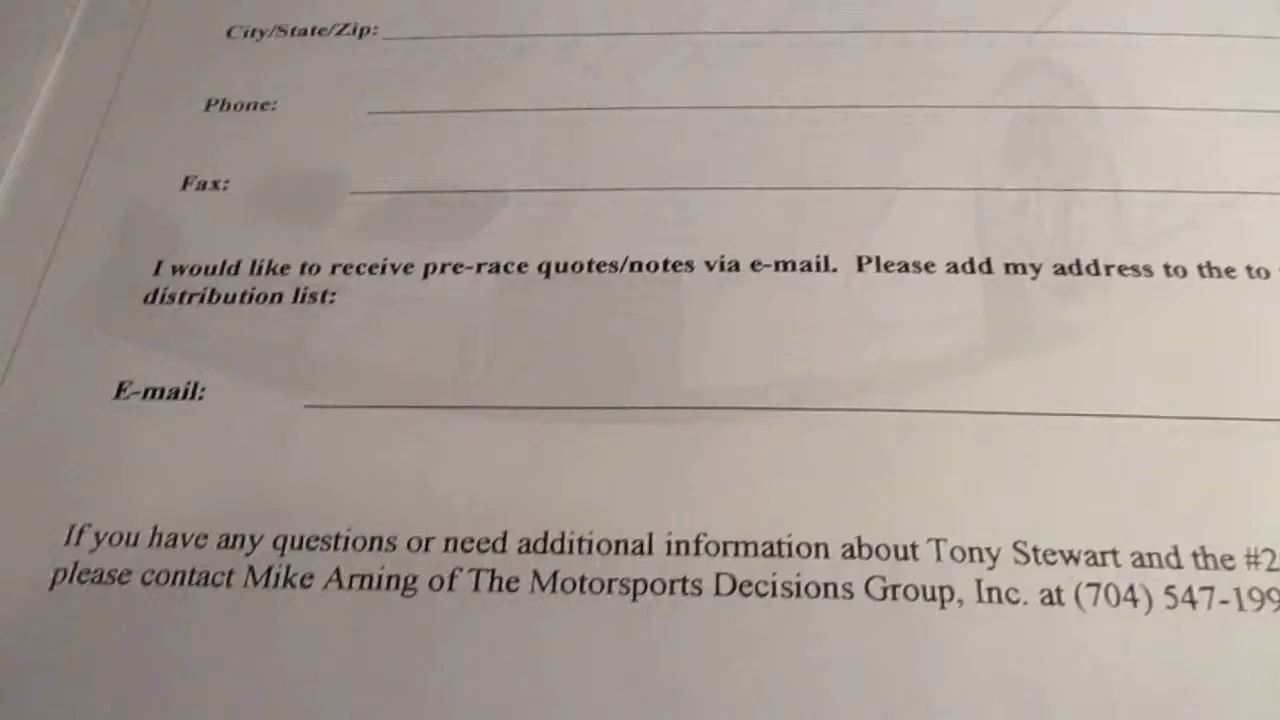 City/State/Zip:
Phone:
Fax:
I would like to receive pre-race quotes/notes via e-mail. Please add my address to the to
distribution list:
E-mail:
If you have any questions or need additional information about Tony Stewart and the #2
please contact Mike Arning of The Motorsports Decisions Group, Inc. at (704) 547-199